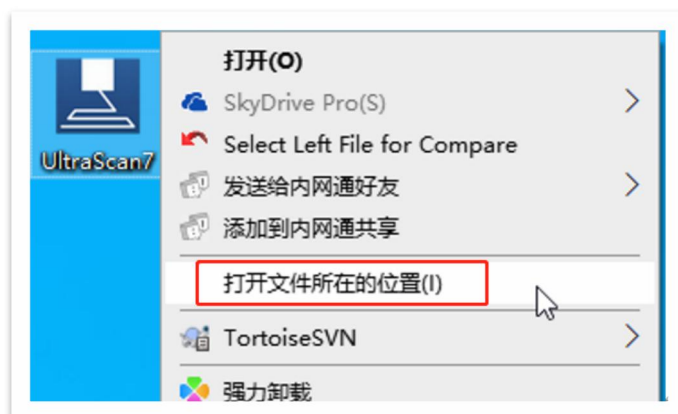 UltraScan7
打开(O)
SkyDrive Pro(S)
Select Left File for Compare
发送给内网通好友
添加到内网通共享
打开文件所在的位置(I)
TortoiseSVN
强力卸载